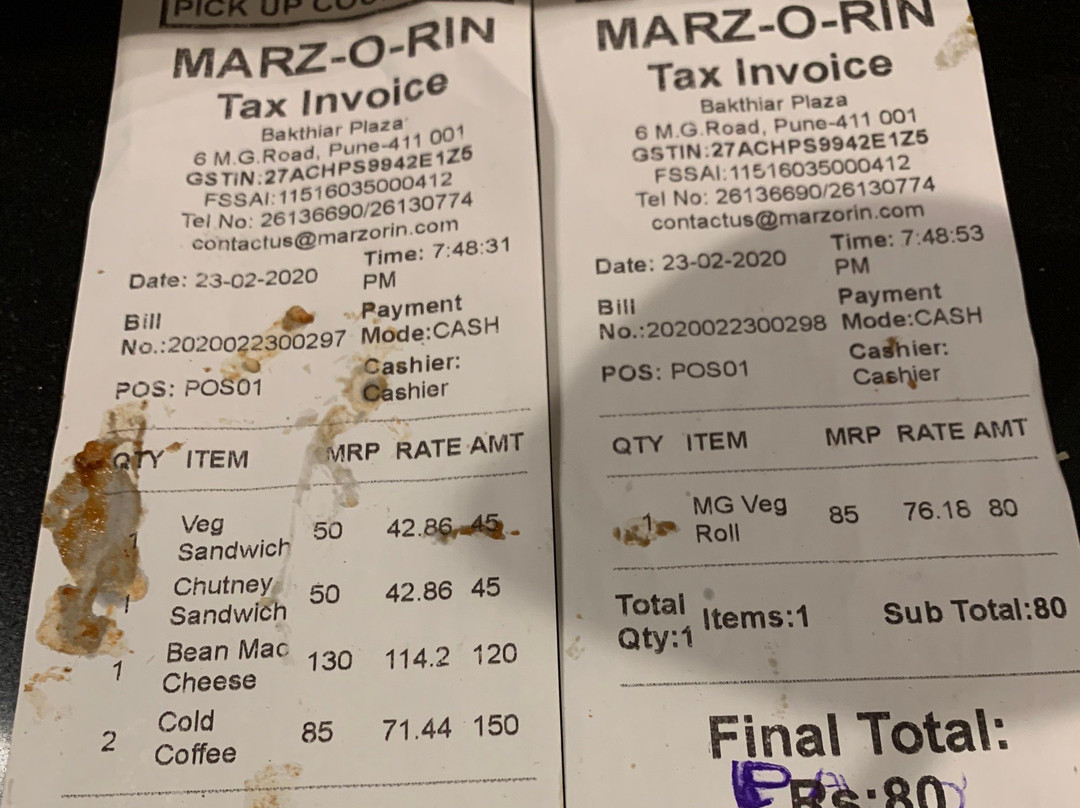 PICK UP
MARZ-O-RIN
Tax Invoice
Bakthiar Plaza
6 M.G.Road, Pune-411 001
GSTIN:27ACHPS9942E1Z5
FSSAI:11516035000412
Tel No: 26136690/26130774
contactus@marzorin.com
Date: 23-02-2020 Time: 7:48:31
PM
Bill Payment
No.:2020022300297 Mode:CASH
POS: POS01 Cashier:
Cashier
QTY ITEM MRP RATE AMT
1 Veg 50 42.86 45
Sandwich
1 Chutney 50 42.86 45
Sandwich
1 Bean Mac 130 114.2 120
Cheese
2 Cold 85 71.44 150
Coffee
MARZ-O-RIN
Tax Invoice
Bakthiar Plaza
6 M.G.Road, Pune-411 001
GSTIN:27ACHPS9942E1Z5
FSSAI:11516035000412
Tel No: 26136690/26130774
contactus@marzorin.com
Date: 23-02-2020 Time: 7:48:53
PM
Bill Payment
No.:2020022300298 Mode:CASH
POS: POS01 Cashier:
Cashier
QTY ITEM MRP RATE AMT
1 MG Veg 85 76.18 80
Roll
Total Items:1 Sub Total:80
Qty:1
Final Total:
Rs:80